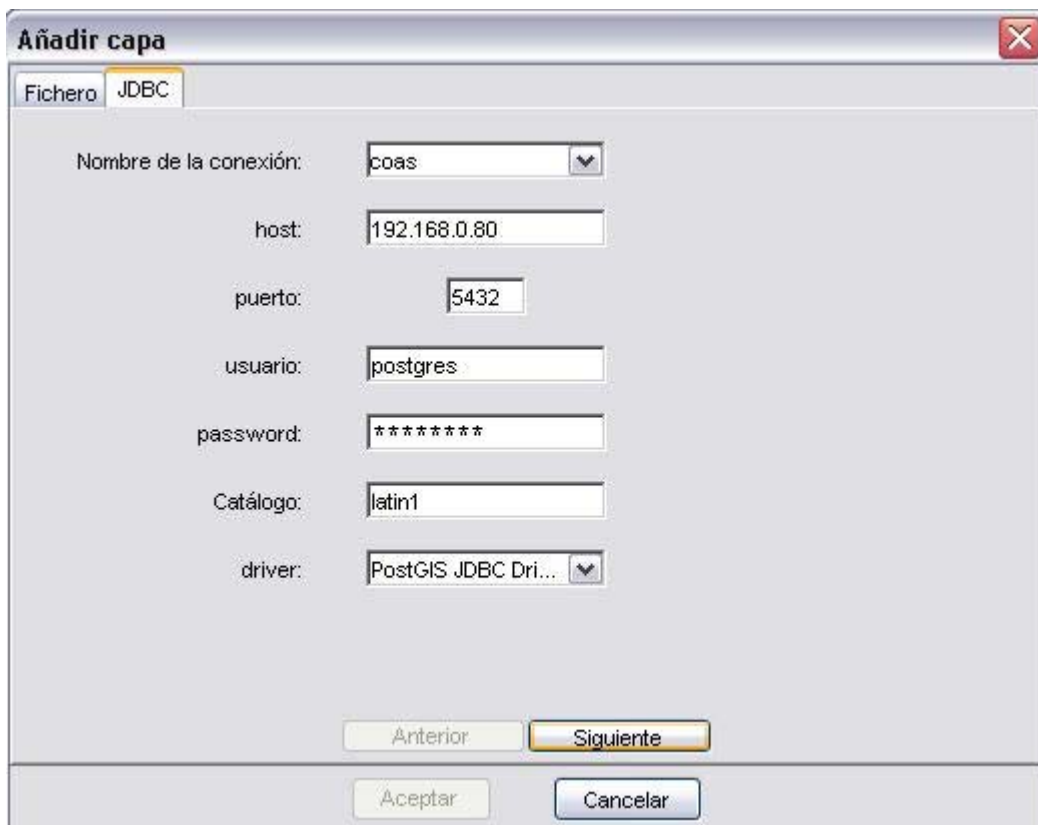 Añadir capa
Fichero JDBC
Nombre de la conexión: coas
host: 192.168.0.80
puerto: 5432
usuario: postgres
password: ********
Catálogo: latin1
driver: PostGIS JDBC Dri...
Anterior Siguiente
Aceptar Cancelar